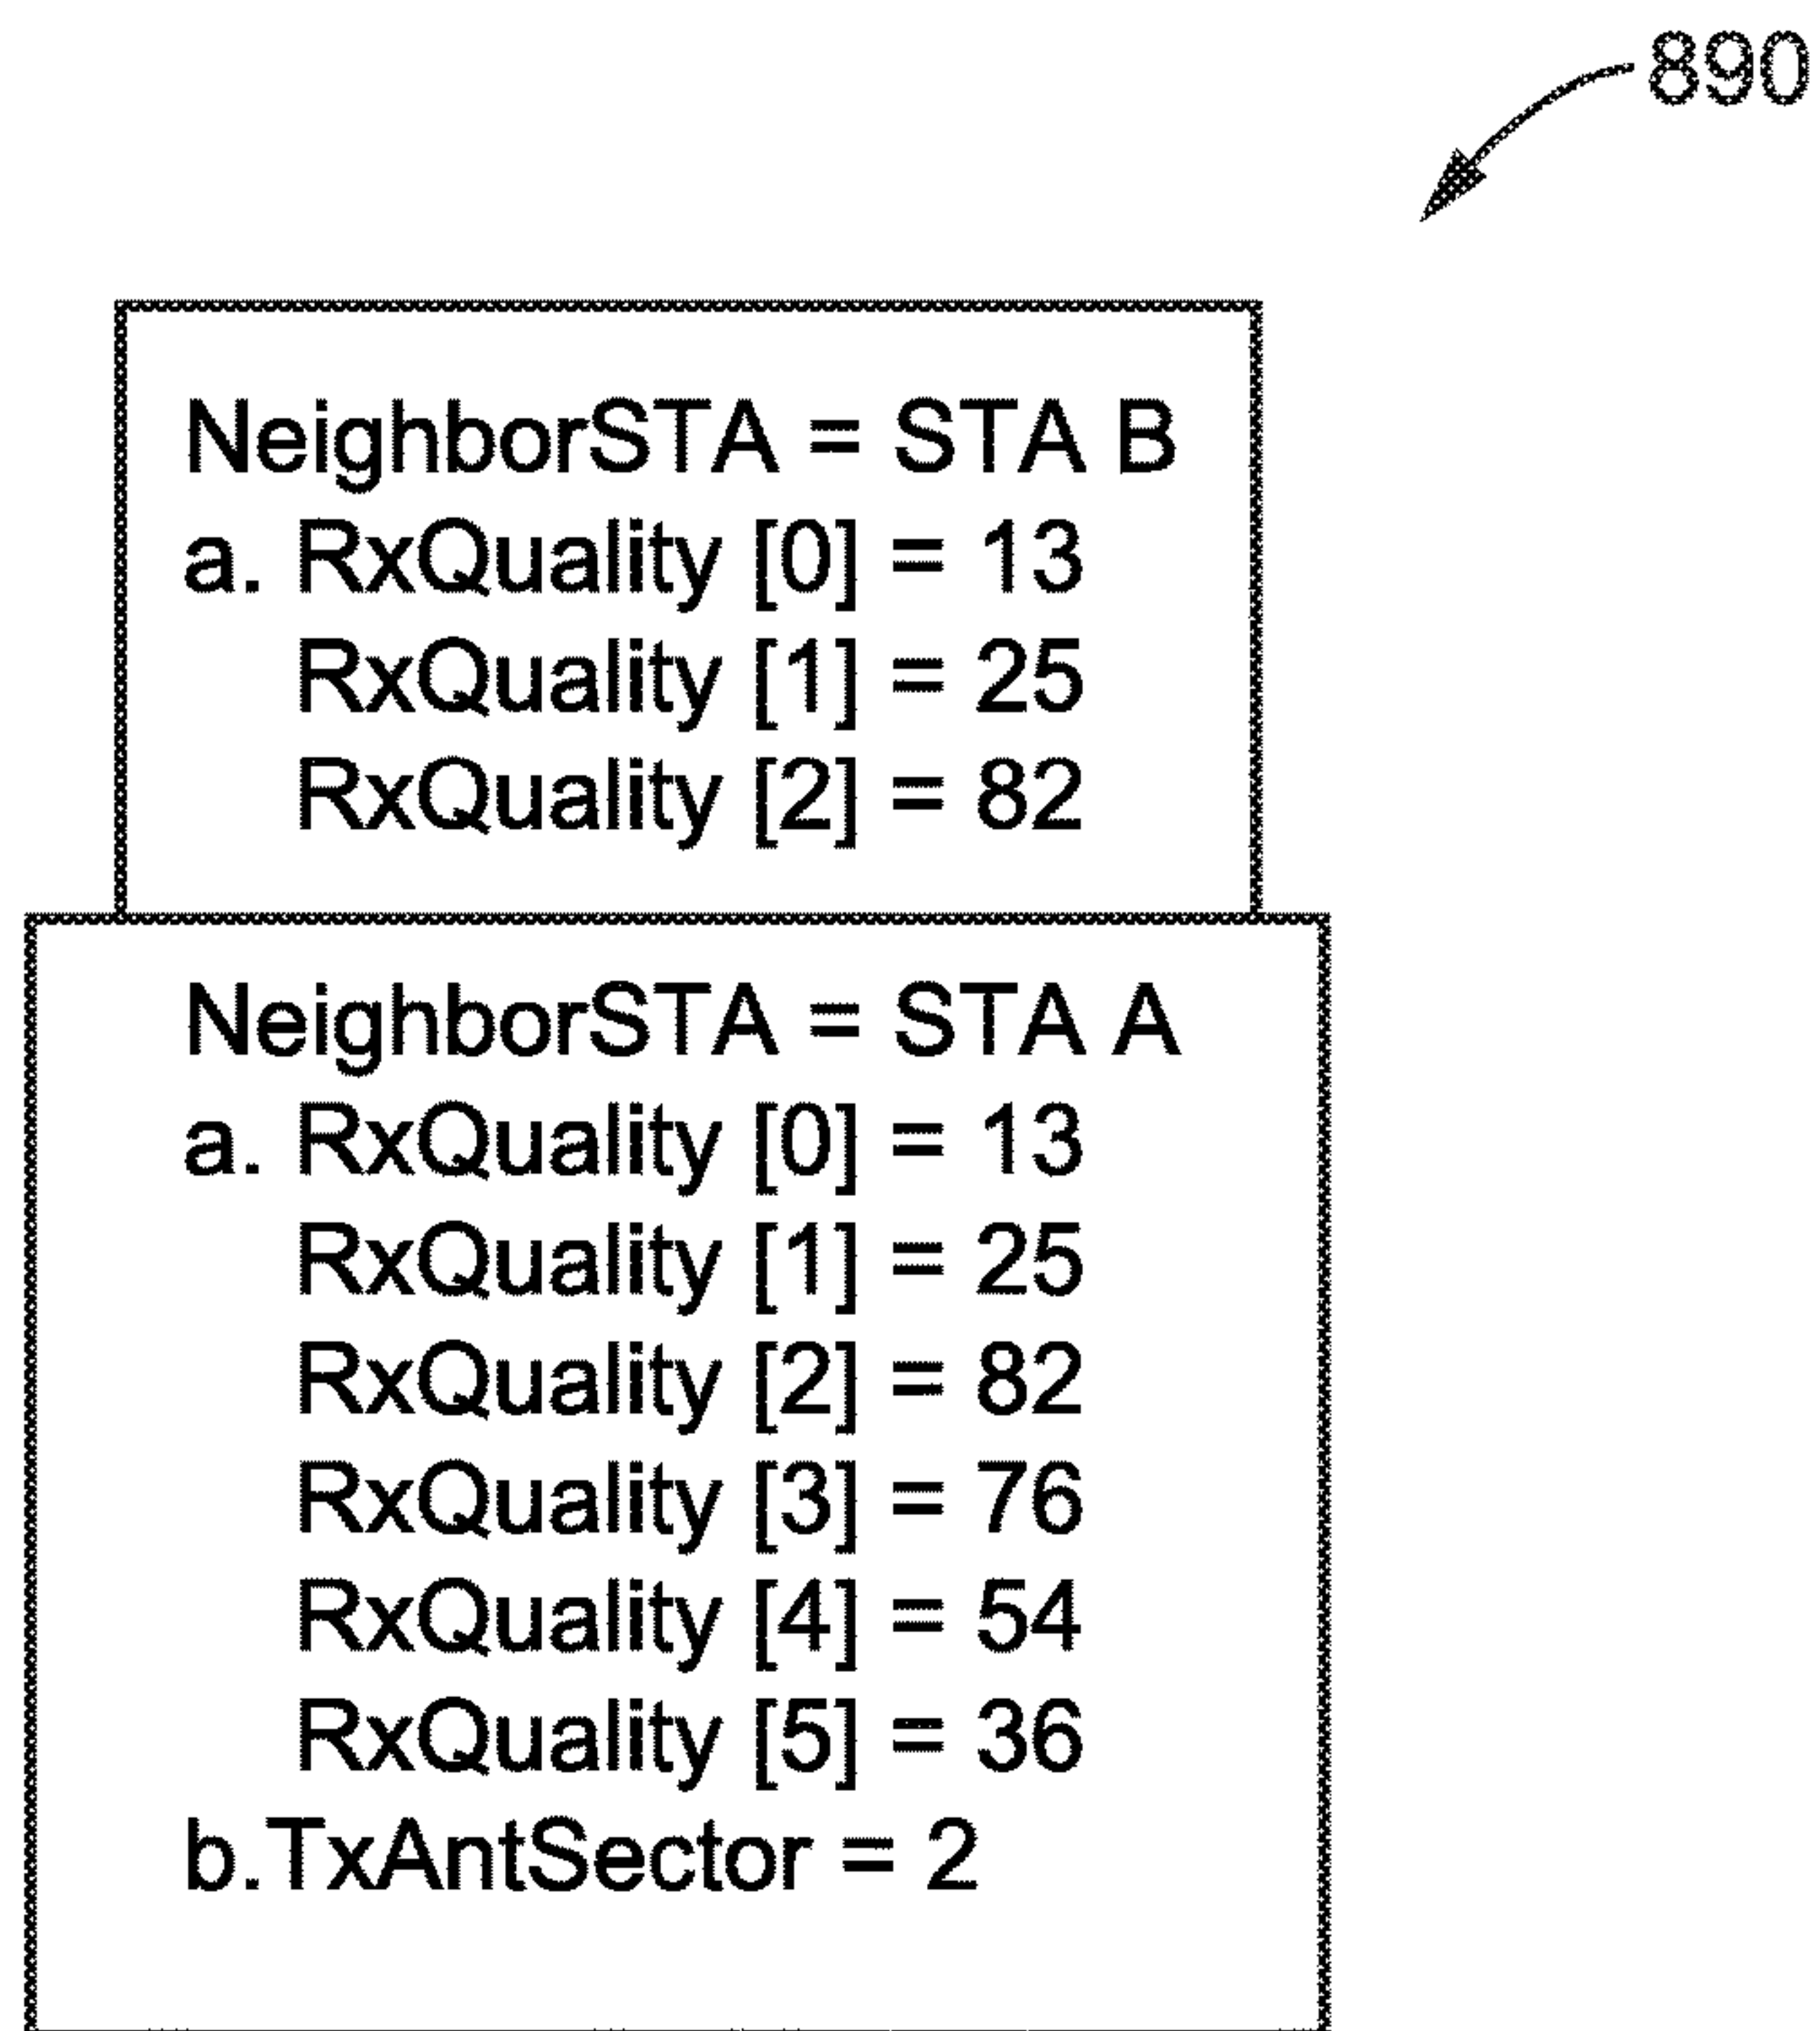 890
NeighborSTA = STA B
a. RxQuality [0] = 13
RxQuality [1] = 25
RxQuality [2] = 82
NeighborSTA = STA A
a. RxQuality [0] = 13
RxQuality [1] = 25
RxQuality [2] = 82
RxQuality [3] = 76
RxQuality [4] = 54
RxQuality [5] = 36
b.TxAntSector = 2